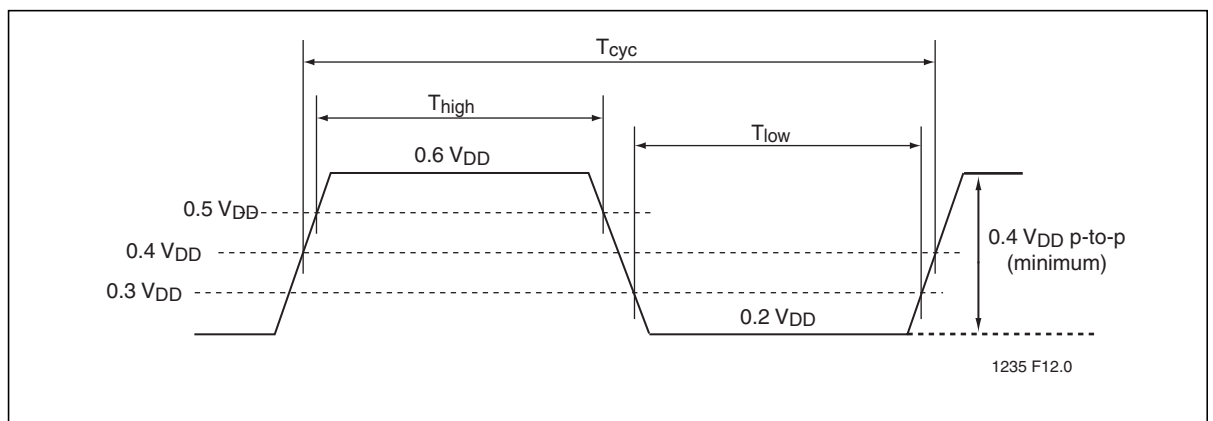 Tcyc
Thigh
Tlow
0.6 VDD
0.5 VDD
0.4 VDD
0.4 VDD p-to-p
(minimum)
0.3 VDD
0.2 VDD
1235 F12.0